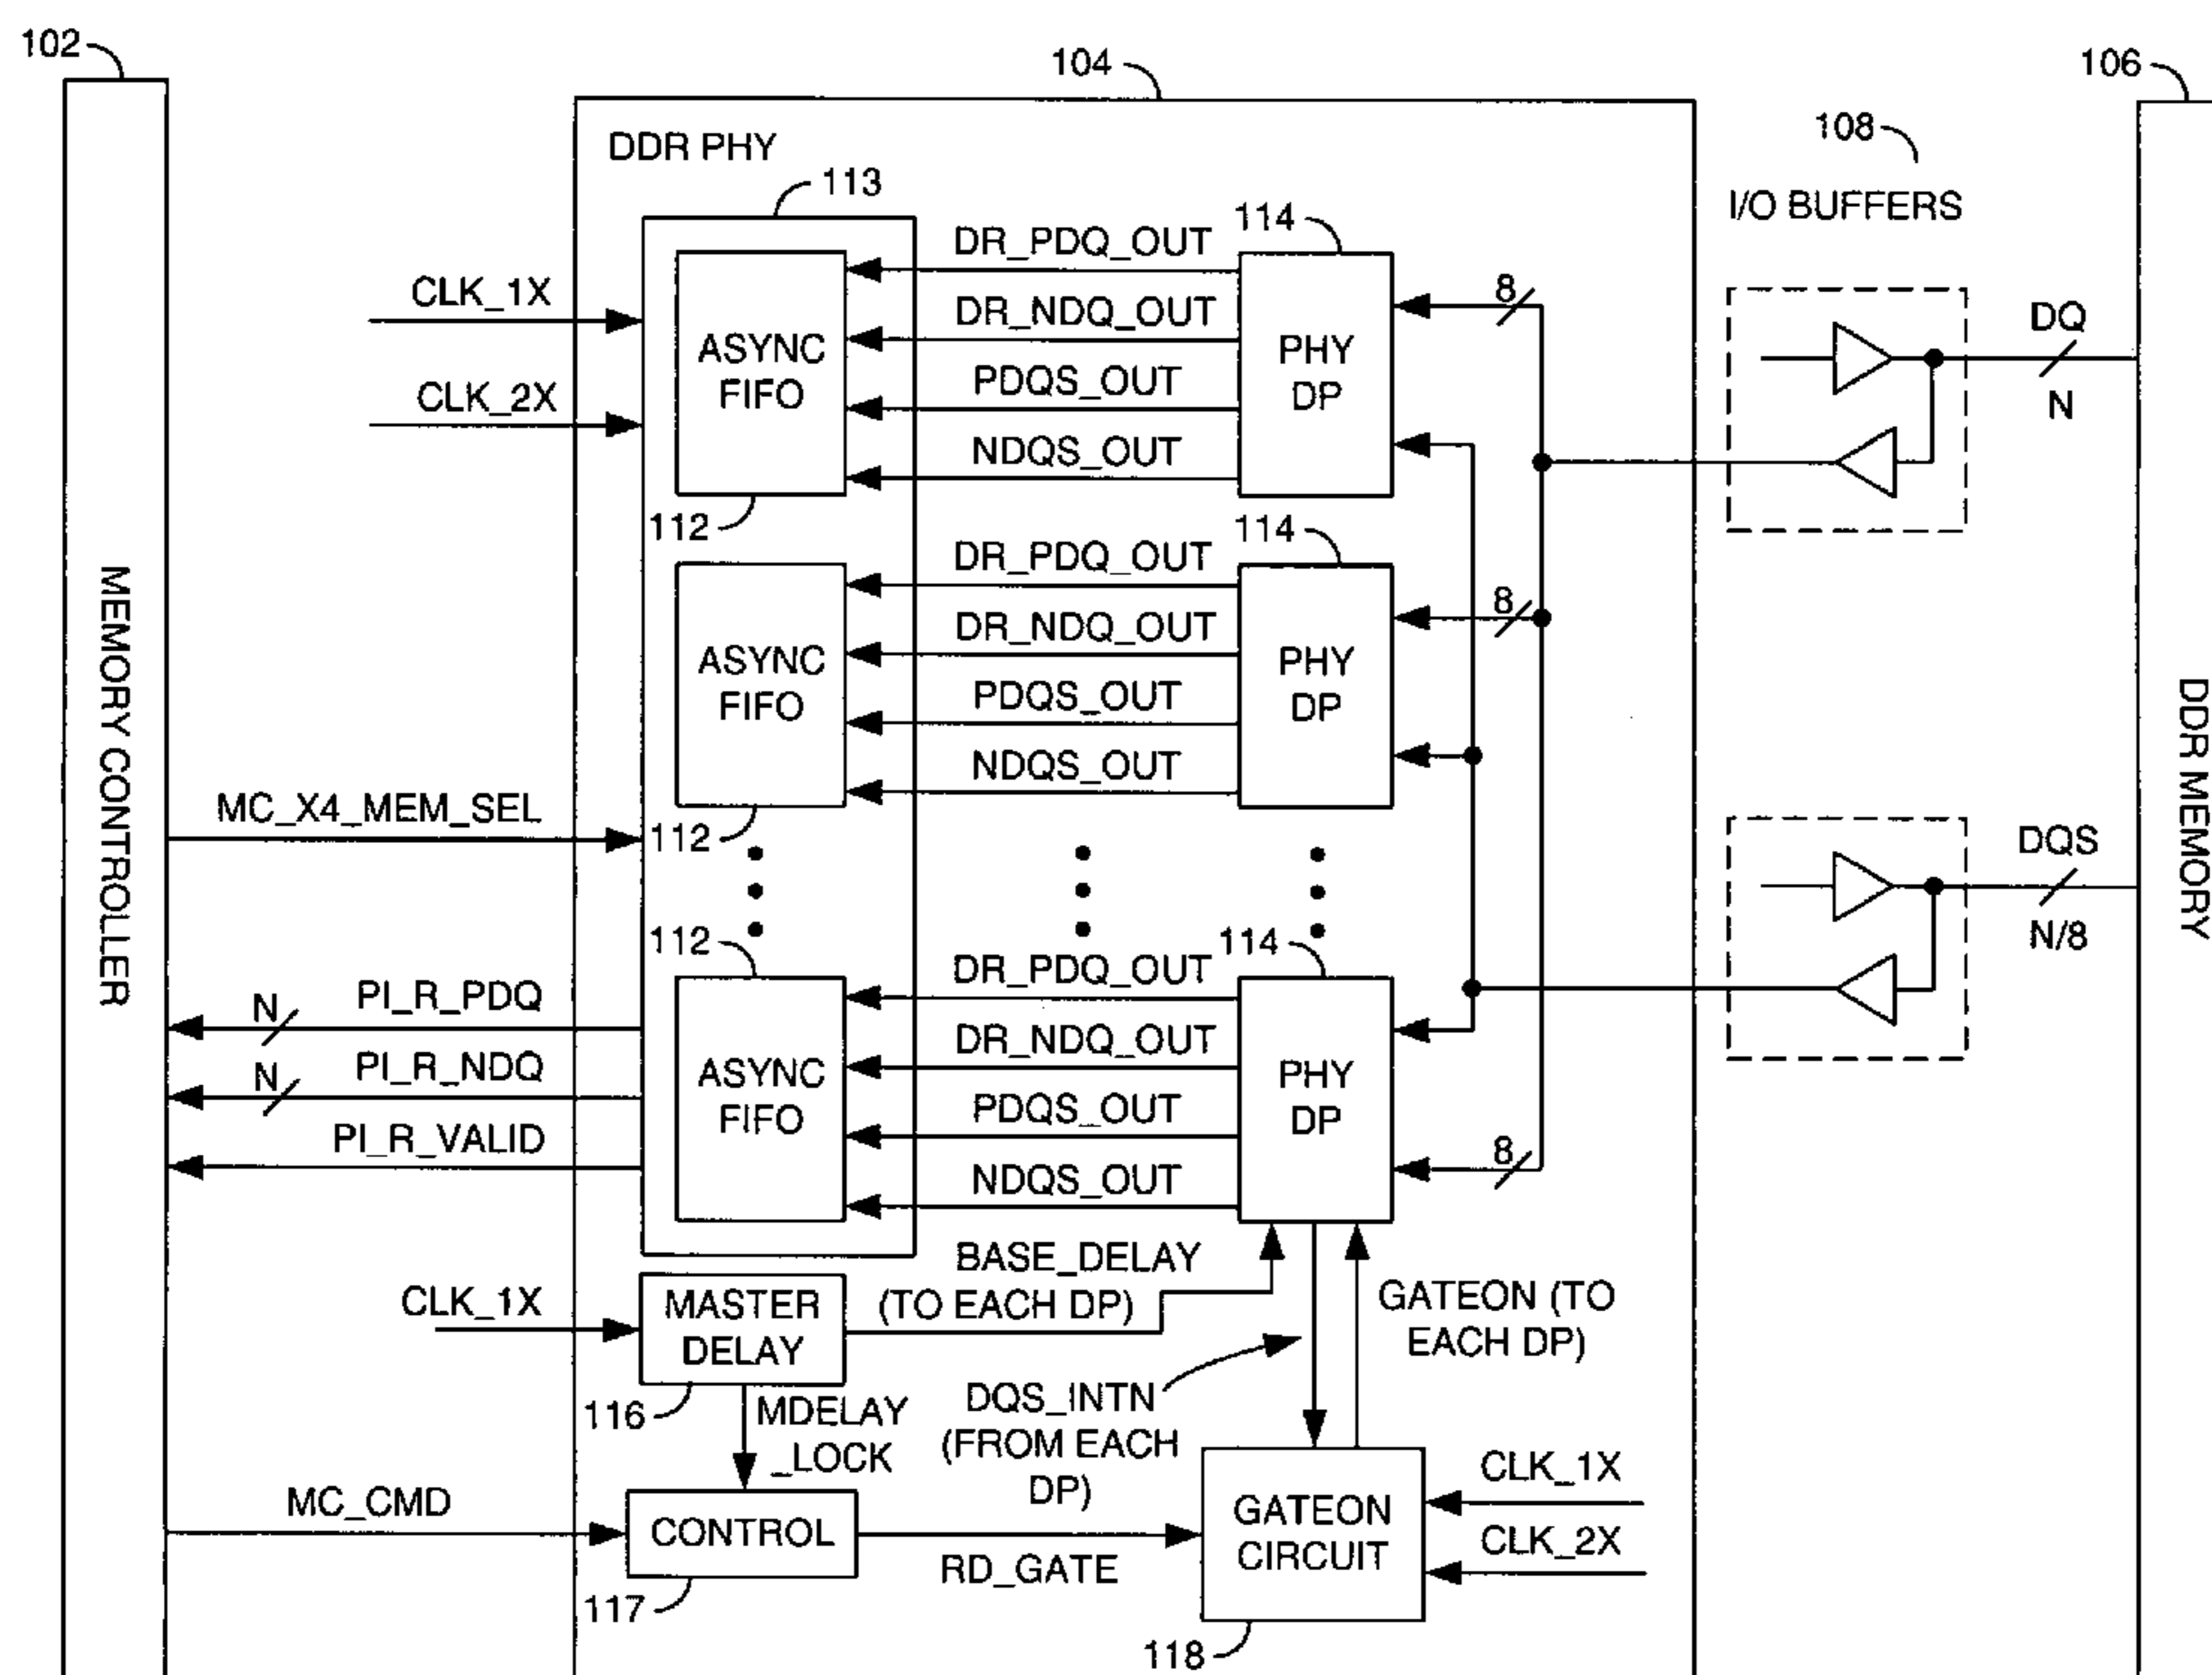 102
104
106
108
DDR PHY
113
I/O BUFFERS
114
DR_PDQ_OUT
CLK_1X
8
DR_NDQ_OUT
DQ
ASYNC
FIFO
PHY
DP
PDQS_OUT
CLK_2X
N
NDQS_OUT
112
114
DR_PDQ_OUT
MEMORY CONTROLLER
8
DR_NDQ_OUT
ASYNC
FIFO
PHY
DP
PDQS_OUT
DDR MEMORY
NDQS_OUT
MC_X4_MEM_SEL
112
DQS
112
114
N/8
DR_PDQ_OUT
N
PI_R_PDQ
DR_NDQ_OUT
N
PI_R_NDQ
ASYNC
FIFO
PHY
DP
PDQS_OUT
PI_R_VALID
8
NDQS_OUT
BASE_DELAY
(TO EACH DP)
CLK_1X
MASTER
DELAY
GATEON (TO
EACH DP)
116
MDELAY
_LOCK
DQS_INTN
(FROM EACH
DP)
CLK_1X
MC_CMD
CONTROL
GATEON
CIRCUIT
CLK_2X
RD_GATE
117
118